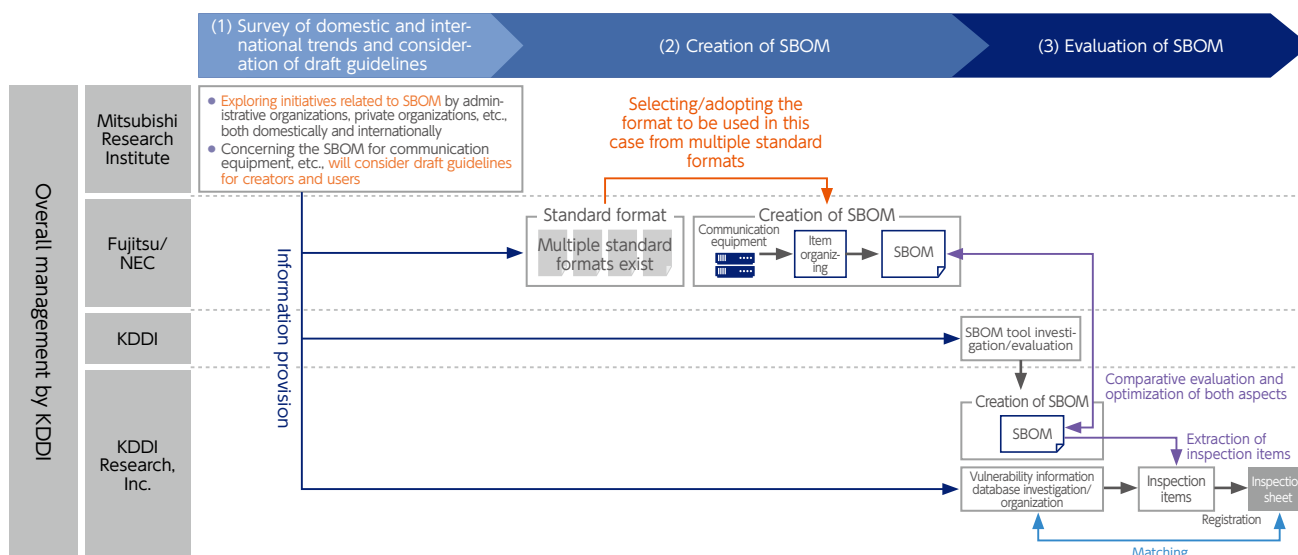 (1) Survey of domestic and inter-
national trends and consider-
ation of draft guidelines
(2) Creation of SBOM
(3) Evaluation of SBOM
Overall management by KDDI
Mitsubishi
Research
Institute
● Exploring initiatives related to SBOM by admin-
istrative organizations, private organizations, etc.,
both domestically and internationally
● Concerning the SBOM for communication
equipment, etc., will consider draft guidelines
for creators and users
Selecting/adopting the
format to be used in this
case from multiple standard
formats
Fujitsu/
NEC
Information provision
Standard format
Multiple standard
formats exist
Creation of SBOM
Communication
equipment
Item
organiz-
ing
SBOM
KDDI
SBOM tool investi-
gation/evaluation
Comparative evaluation and
optimization of both aspects
KDDI
Research,
Inc.
Creation of SBOM
SBOM
Extraction of
inspection items
Vulnerability information
database investigation/
organization
Inspection
items
Inspection
sheet
Registration
Matching